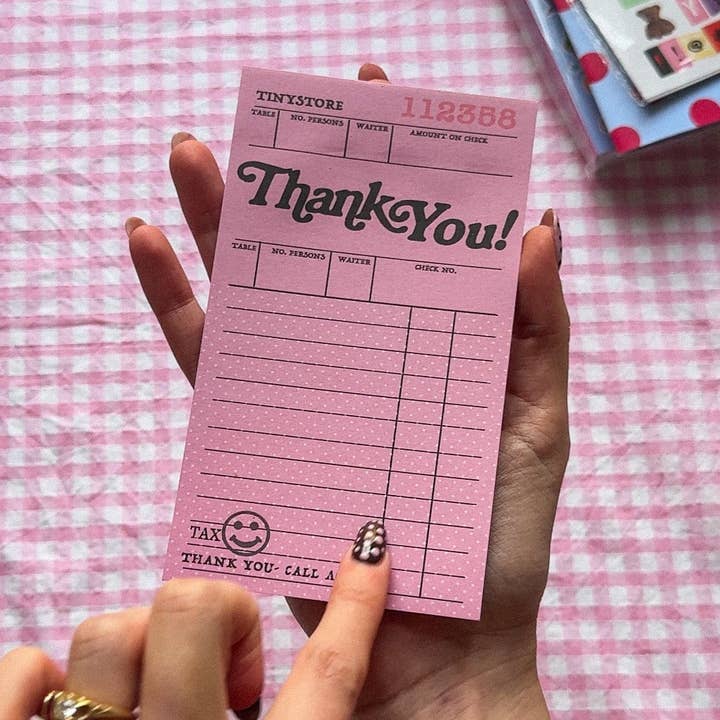 TINYSTORE 112358
TABLE NO. PERSONS WAITER AMOUNT ON CHECK
Thank You!
TABLE NO. PERSONS WAITER CHECK NO.
TAX
THANK YOU- CALL A